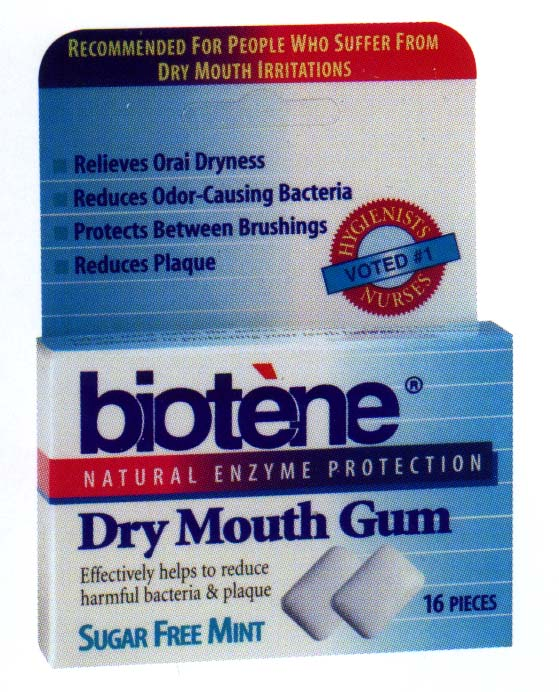 RECOMMENDED FOR PEOPLE WHO SUFFER FROM
DRY MOUTH IRRITATIONS
Relieves Orai Dryness
Reduces Odor-Causing Bacteria
Protects Between Brushings
Reduces Plaque
HYGIENISTS
VOTED #1
NURSES
biotène®
NATURAL ENZYME PROTECTION
Dry Mouth Gum
Effectively helps to reduce
harmful bacteria & plaque
SUGAR FREE MINT
16 PIECES